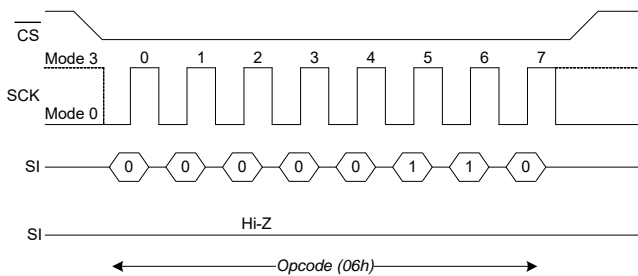 CS
Mode 3 0 1 2 3 4 5 6 7
SCK
Mode 0
SI 0 0 0 0 0 1 1 0
Hi-Z
SI
Opcode (06h)